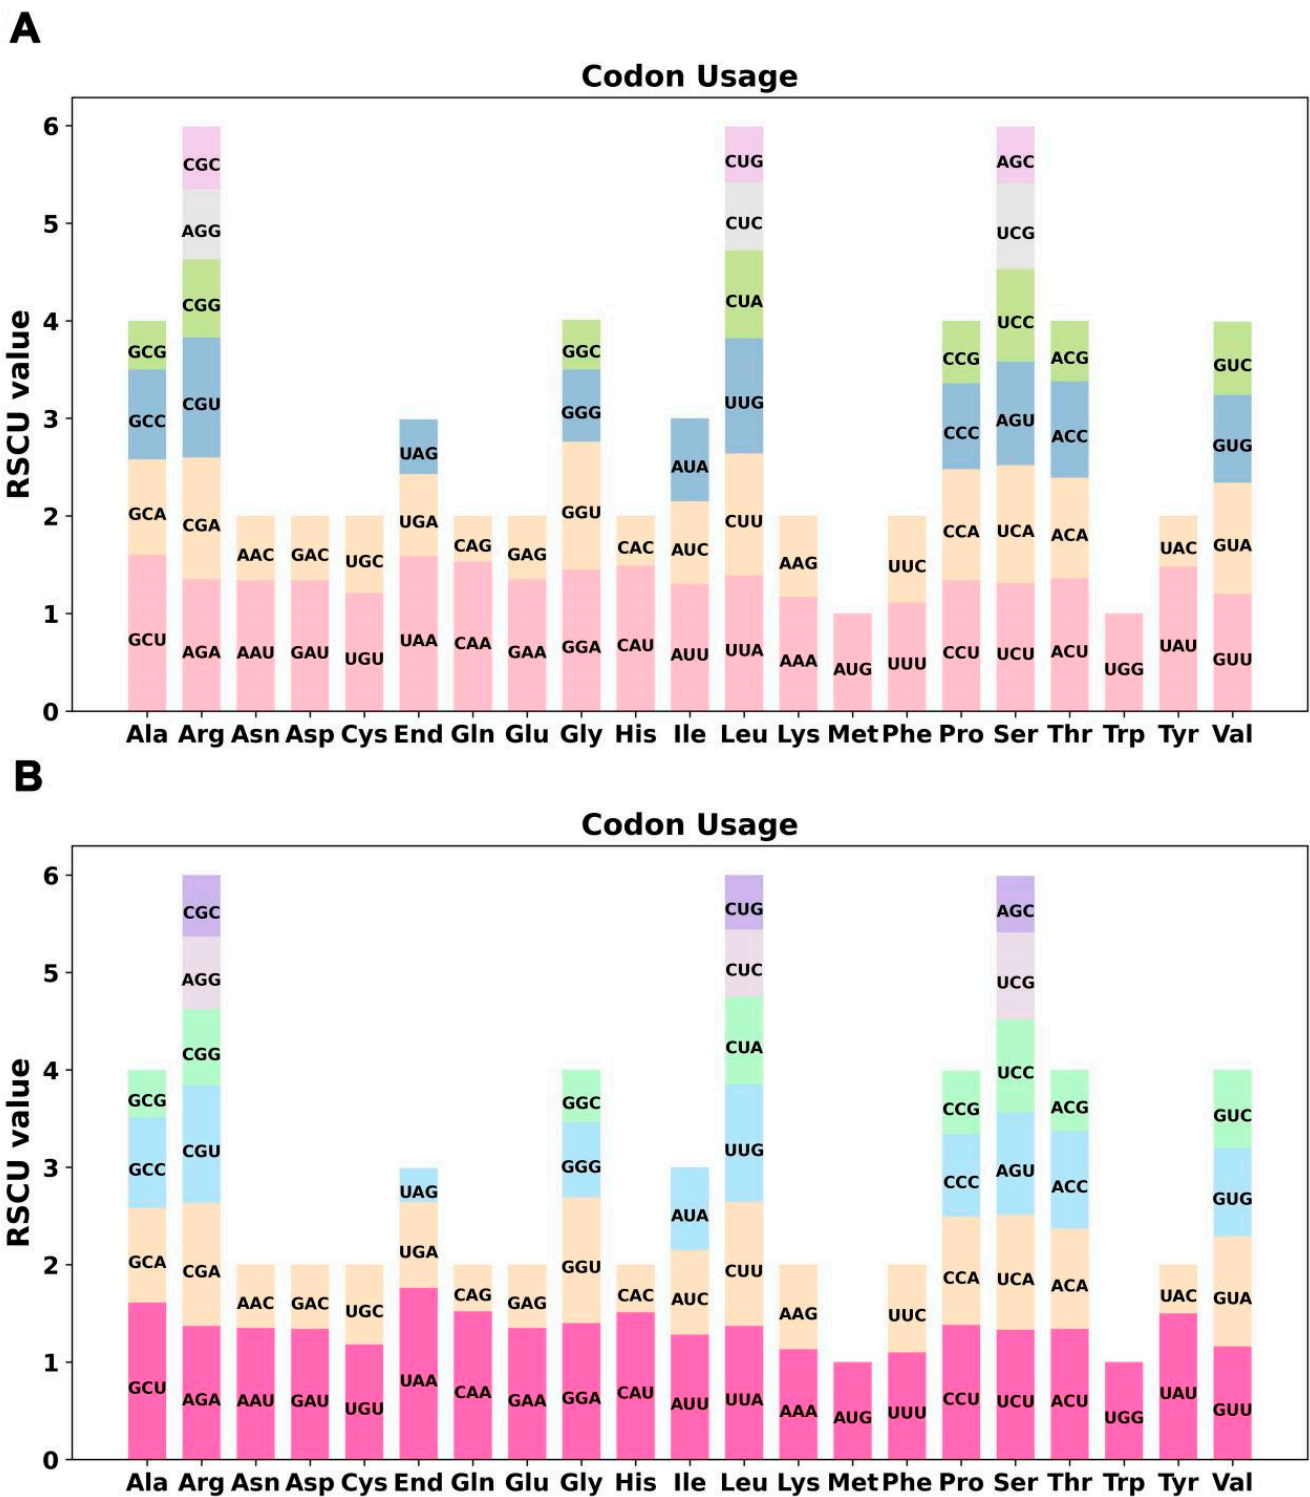 A
Codon Usage
RSCU value
6
5
4
3
2
1
0
CGC CUG AGC
AGG CUC UCG
CGG CUA UCC
GCG GGC CCG ACG GUC
GCC CGU GGG UUG CCC AGU ACC GUG
UAG AUA
GCA CGA UGA GGU AUC CUU CCA UCA ACA GUA
AAC GAC UGC CAG GAG CAC AAG UUC UAC
GCU AGA AAU GAU UGU UAA CAA GAA GGA CAU AUU UUA AAA AUG UUU CCU UCU ACU UGG UAU GUU
Ala Arg Asn Asp Cys End Gln Glu Gly His Ile Leu Lys Met Phe Pro Ser Thr Trp Tyr Val
B
Codon Usage
RSCU value
6
5
4
3
2
1
0
CGC CUG AGC
AGG CUC UCG
CGG CUA UCC
GCG GGC CCG ACG GUC
GCC CGU GGG UUG CCC AGU ACC GUG
UAG AUA
GCA CGA UGA GGU AUC CUU CCA UCA ACA GUA
AAC GAC UGC CAG GAG CAC AAG UUC UAC
GCU AGA AAU GAU UGU UAA CAA GAA GGA CAU AUU UUA AAA AUG UUU CCU UCU ACU UGG UAU GUU
Ala Arg Asn Asp Cys End Gln Glu Gly His Ile Leu Lys Met Phe Pro Ser Thr Trp Tyr Val